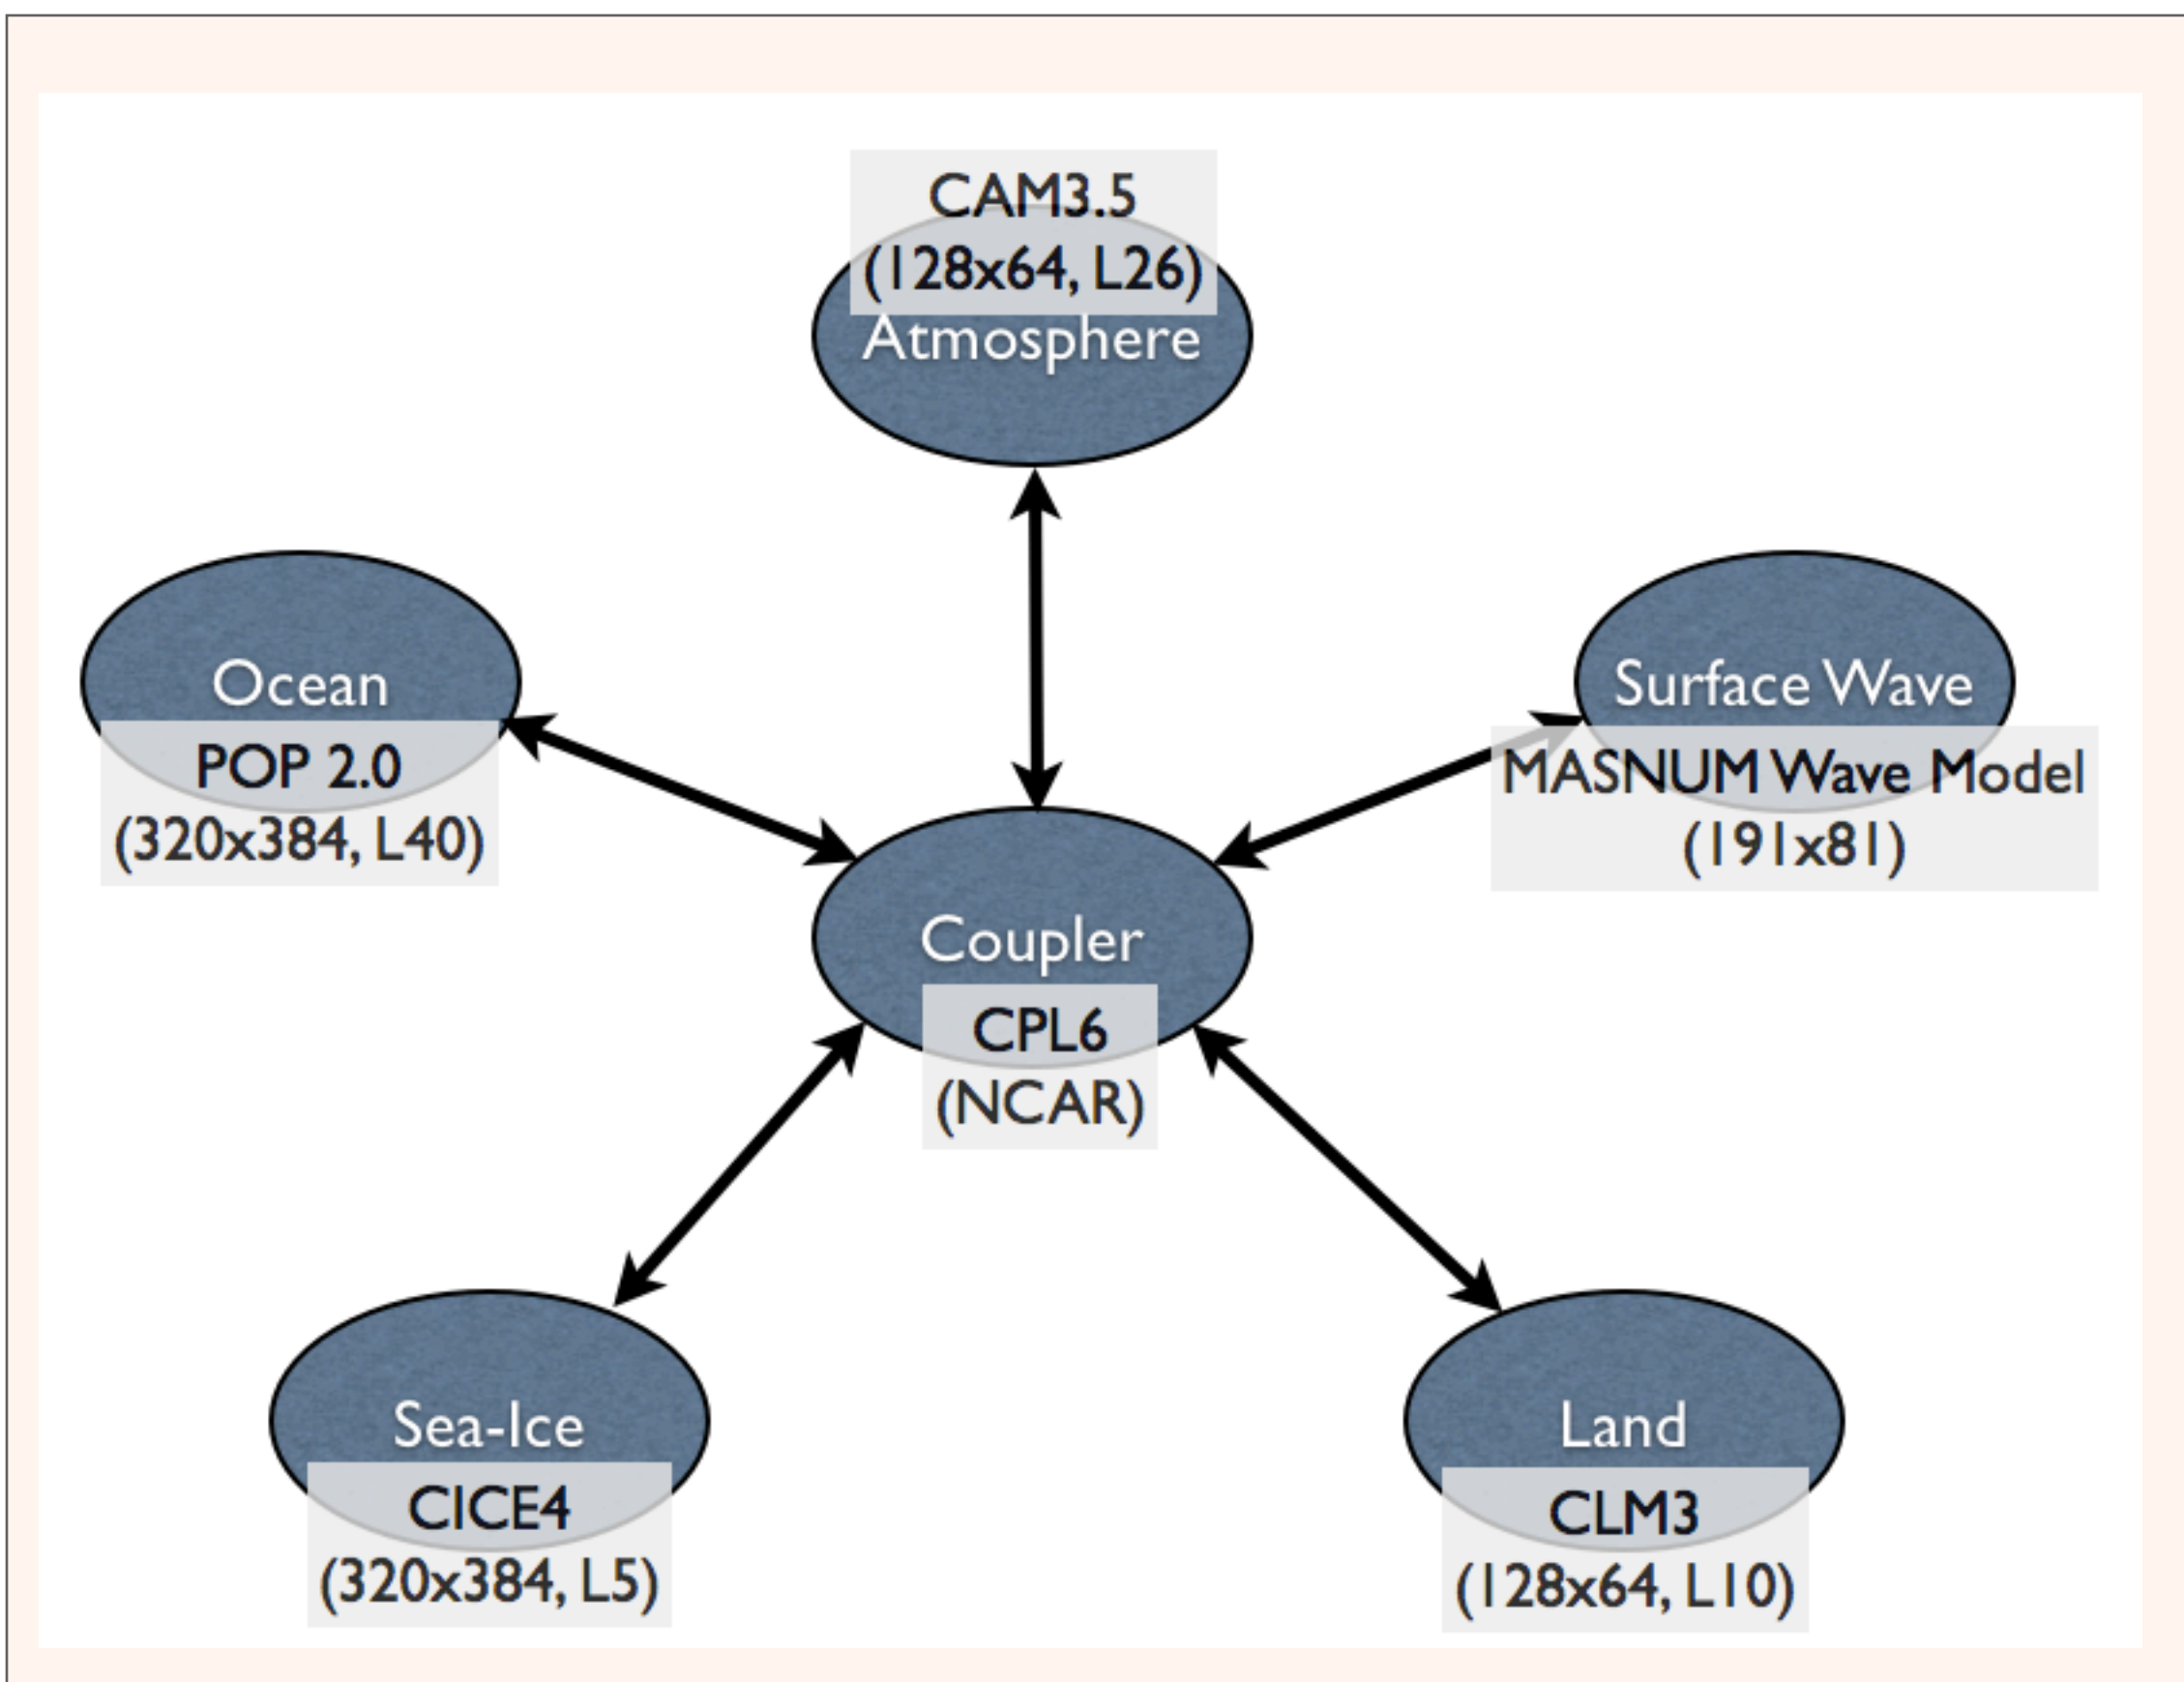 CAM3.5
(128x64, L26)
Atmosphere
Ocean
POP 2.0
(320x384, L40)
Surface Wave
MASNUM Wave Model
(191x81)
Coupler
CPL6
(NCAR)
Sea-Ice
CICE4
(320x384, L5)
Land
CLM3
(128x64, L10)